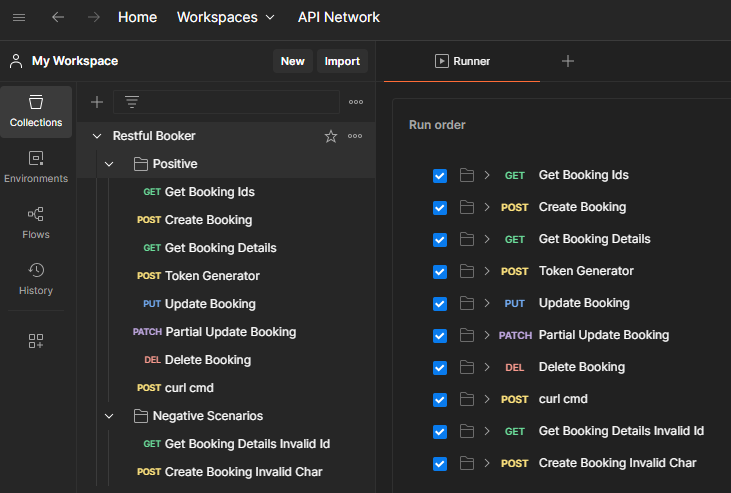 Home Workspaces API Network
My Workspace New Import
Runner
Collections
Environments
Flows
History
Restful Booker
Positive
GET Get Booking Ids
POST Create Booking
GET Get Booking Details
POST Token Generator
PUT Update Booking
PATCH Partial Update Booking
DEL Delete Booking
POST curl cmd
Negative Scenarios
GET Get Booking Details Invalid Id
POST Create Booking Invalid Char
Run order
GET Get Booking Ids
POST Create Booking
GET Get Booking Details
POST Token Generator
PUT Update Booking
PATCH Partial Update Booking
DEL Delete Booking
POST curl cmd
GET Get Booking Details Invalid Id
POST Create Booking Invalid Char